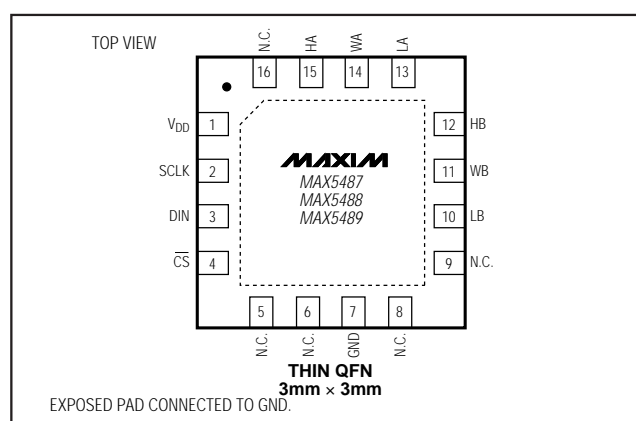 TOP VIEW
N.C. HA WA LA
16 15 14 13
VDD 1 12 HB
SCLK 2 11 WB
DIN 3 10 LB
CS 4 9 N.C.
MAXIM
MAX5487
MAX5488
MAX5489
5 6 7 8
N.C. N.C. GND N.C.
THIN QFN
3mm × 3mm
EXPOSED PAD CONNECTED TO GND.